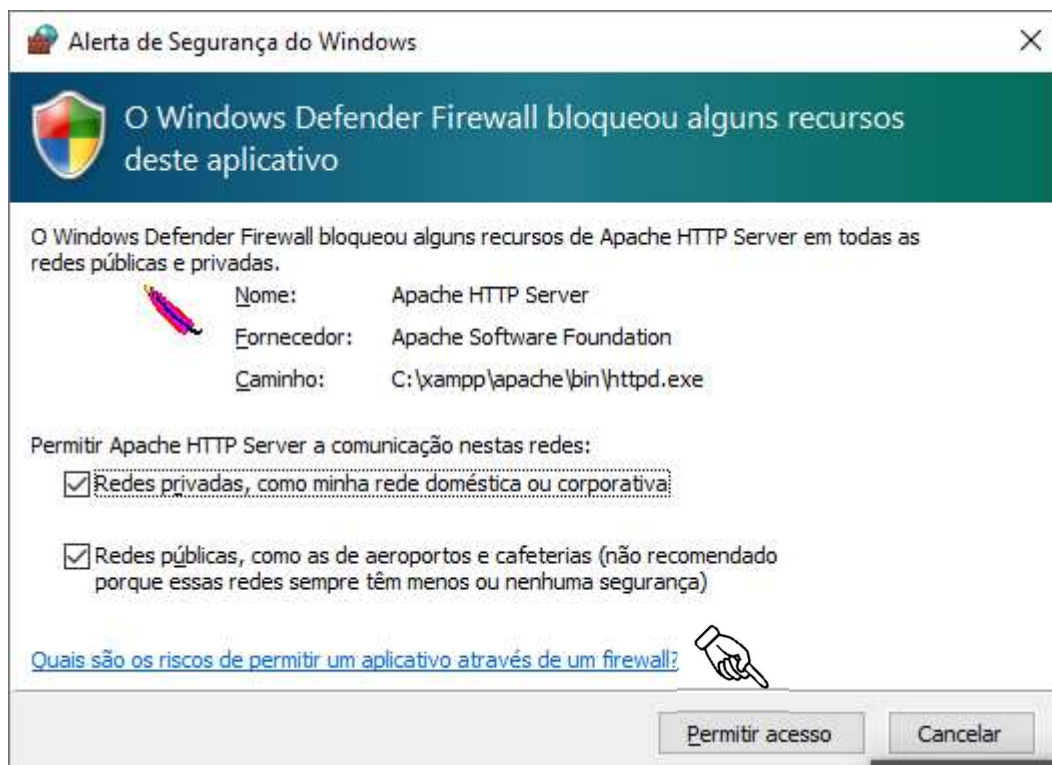 Alerta de Segurança do Windows
O Windows Defender Firewall bloqueou alguns recursos
deste aplicativo
O Windows Defender Firewall bloqueou alguns recursos de Apache HTTP Server em todas as
redes públicas e privadas.
Nome: Apache HTTP Server
Fornecedor: Apache Software Foundation
Caminho: C:\xampp\apache\bin\httpd.exe
Permitir Apache HTTP Server a comunicação nestas redes:
Redes privadas, como minha rede doméstica ou corporativa
Redes públicas, como as de aeroportos e cafeterias (não recomendado
porque essas redes sempre têm menos ou nenhuma segurança)
Quais são os riscos de permitir um aplicativo através de um firewall?
Permitir acesso Cancelar